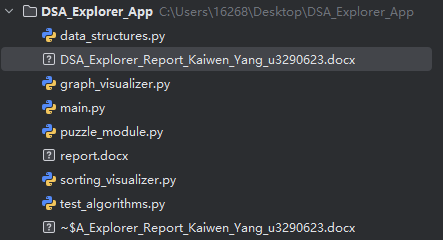 DSA_Explorer_App C:\Users\16268\Desktop\DSA_Explorer_App
data_structures.py
DSA_Explorer_Report_Kaiwen_Yang_u3290623.docx
graph_visualizer.py
main.py
puzzle_module.py
report.docx
sorting_visualizer.py
test_algorithms.py
~$A_Explorer_Report_Kaiwen_Yang_u3290623.docx